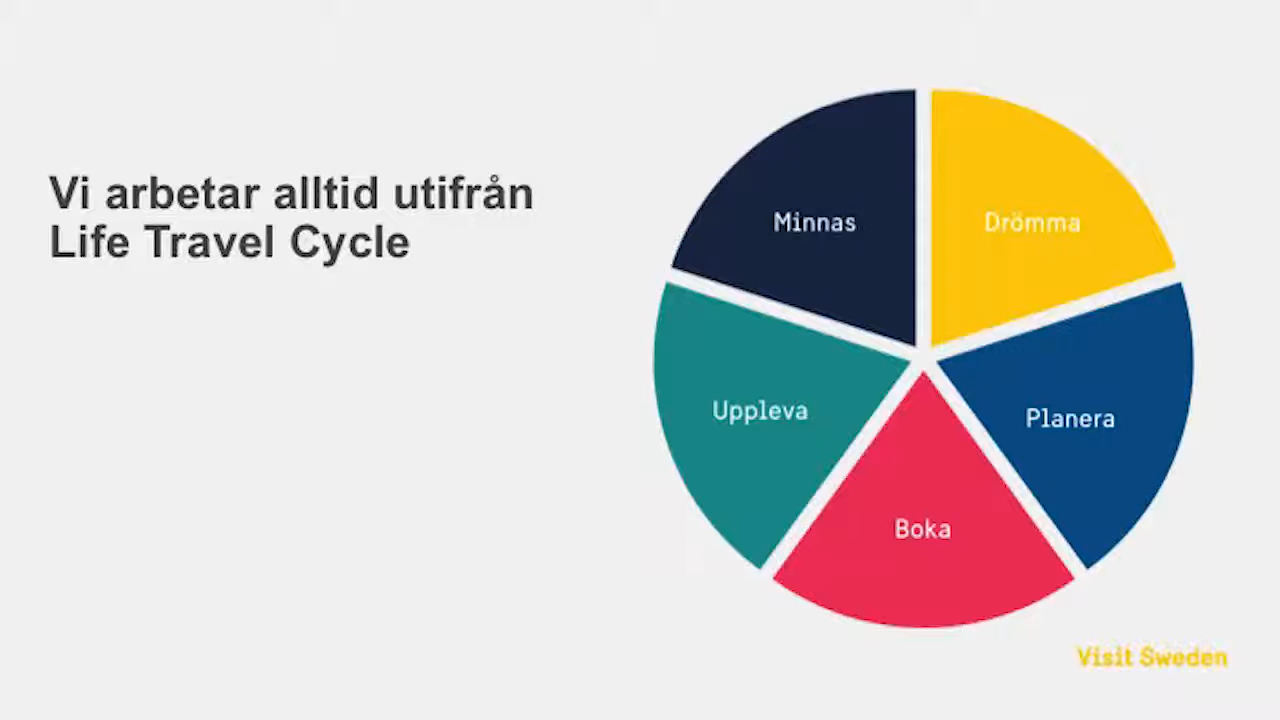 Vi arbetar alltid utifrån
Life Travel Cycle
Minnas
Drömma
Uppleva
Planera
Boka
Visit Sweden